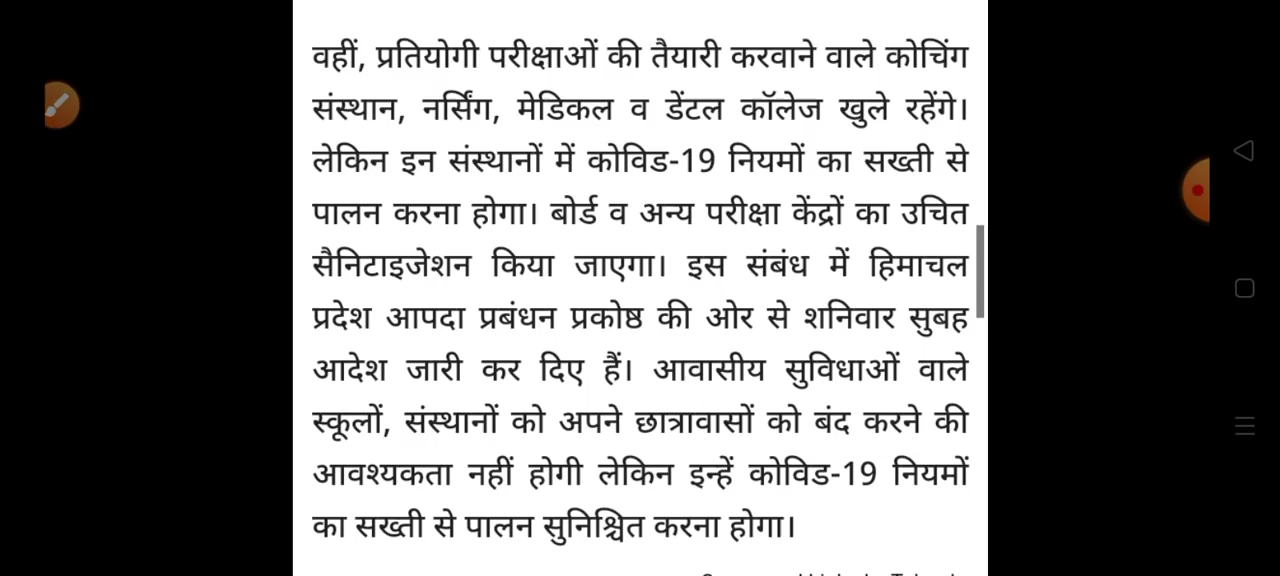 वहीं, प्रतियोगी परीक्षाओं की तैयारी करवाने वाले कोचिंग
संस्थान, नर्सिंग, मेडिकल व डेंटल कॉलेज खुले रहेंगे।
लेकिन इन संस्थानों में कोविड-19 नियमों का सख्ती से
पालन करना होगा। बोर्ड व अन्य परीक्षा केंद्रों का उचित
सैनिटाइजेशन किया जाएगा। इस संबंध में हिमाचल
प्रदेश आपदा प्रबंधन प्रकोष्ठ की ओर से शनिवार सुबह
आदेश जारी कर दिए हैं। आवासीय सुविधाओं वाले
स्कूलों, संस्थानों को अपने छात्रावासों को बंद करने की
आवश्यकता नहीं होगी लेकिन इन्हें कोविड-19 नियमों
का सख्ती से पालन सुनिश्चित करना होगा।